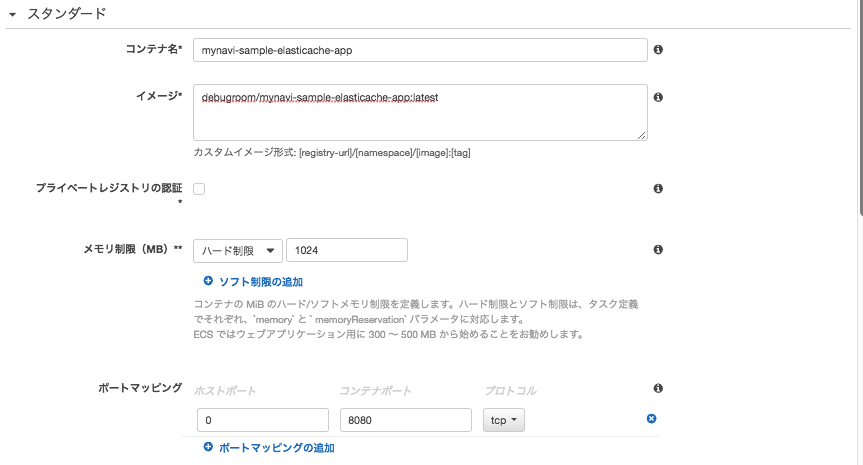 スタンダード
コンテナ名*
mynavi-sample-elasticache-app
イメージ*
debugroom/mynavi-sample-elasticache-app:latest
カスタムイメージ形式: [registry-url]/[namespace]/[image]:[tag]
プライベートレジストリの認証
*
メモリ制限（MB）**
ハード制限
1024
ソフト制限の追加
コンテナの MiB のハード/ソフトメモリ制限を定義します。ハード制限とソフト制限は、タスク定義
でそれぞれ、`memory` と ` memoryReservation` パラメータに対応します。
ECS ではウェブアプリケーション用に 300 〜 500 MB から始めることをお勧めします。
ポートマッピング
ホストポート
コンテナポート
プロトコル
0
8080
tcp
ポートマッピングの追加